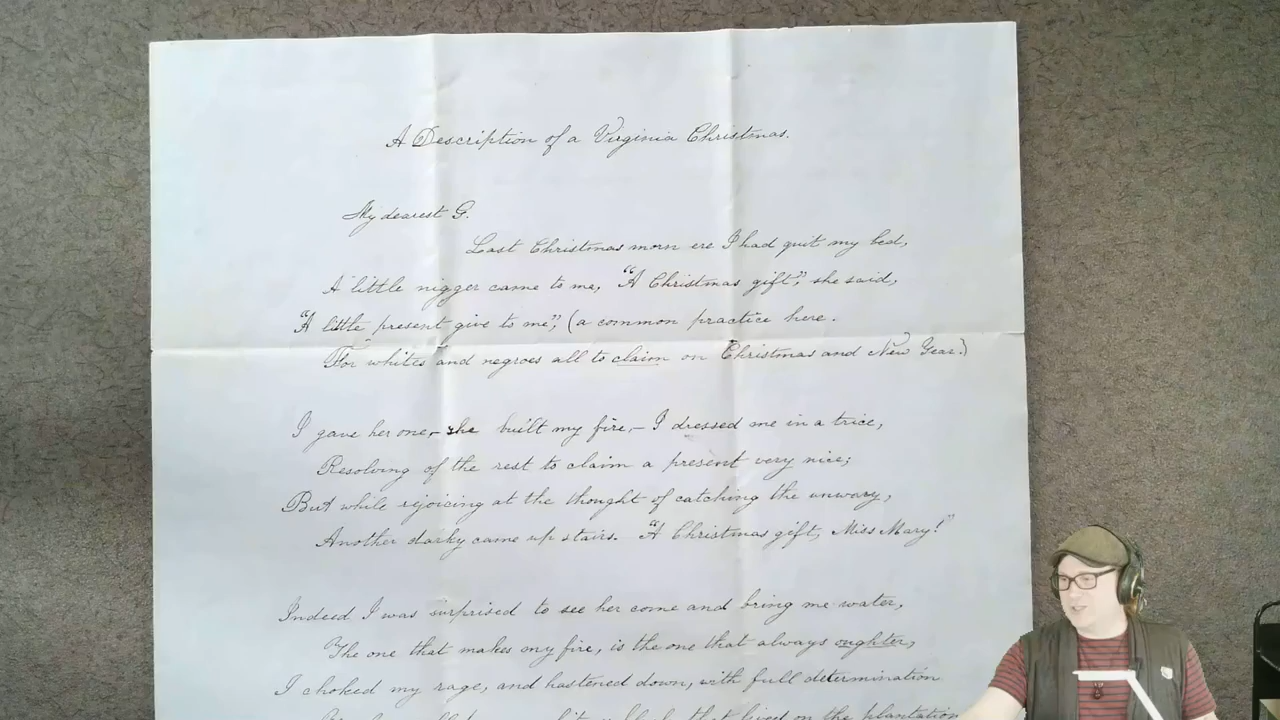 A Description of a Virginia Christmas.
My dearest G.
Last Christmas morn ere I had quit my bed,
A little nigger came to me, "A Christmas gift," she said,
"A little present give to me", (a common practice here.
For whites and negroes all to claim on Christmas and New Year.)
I gave her one,- she built my fire,- I dressed me in a trice,
Resolving of the rest to claim a present very nice;
But while rejoicing at the thought of catching the unwary,
Another darky came up stairs. "A Christmas gift, Miss Mary!"
Indeed I was surprised to see her come and bring me water,
The one that makes my fire, is the one that always oughter,
I choked my rage, and hastened down, with full determination
that lived on the plantation